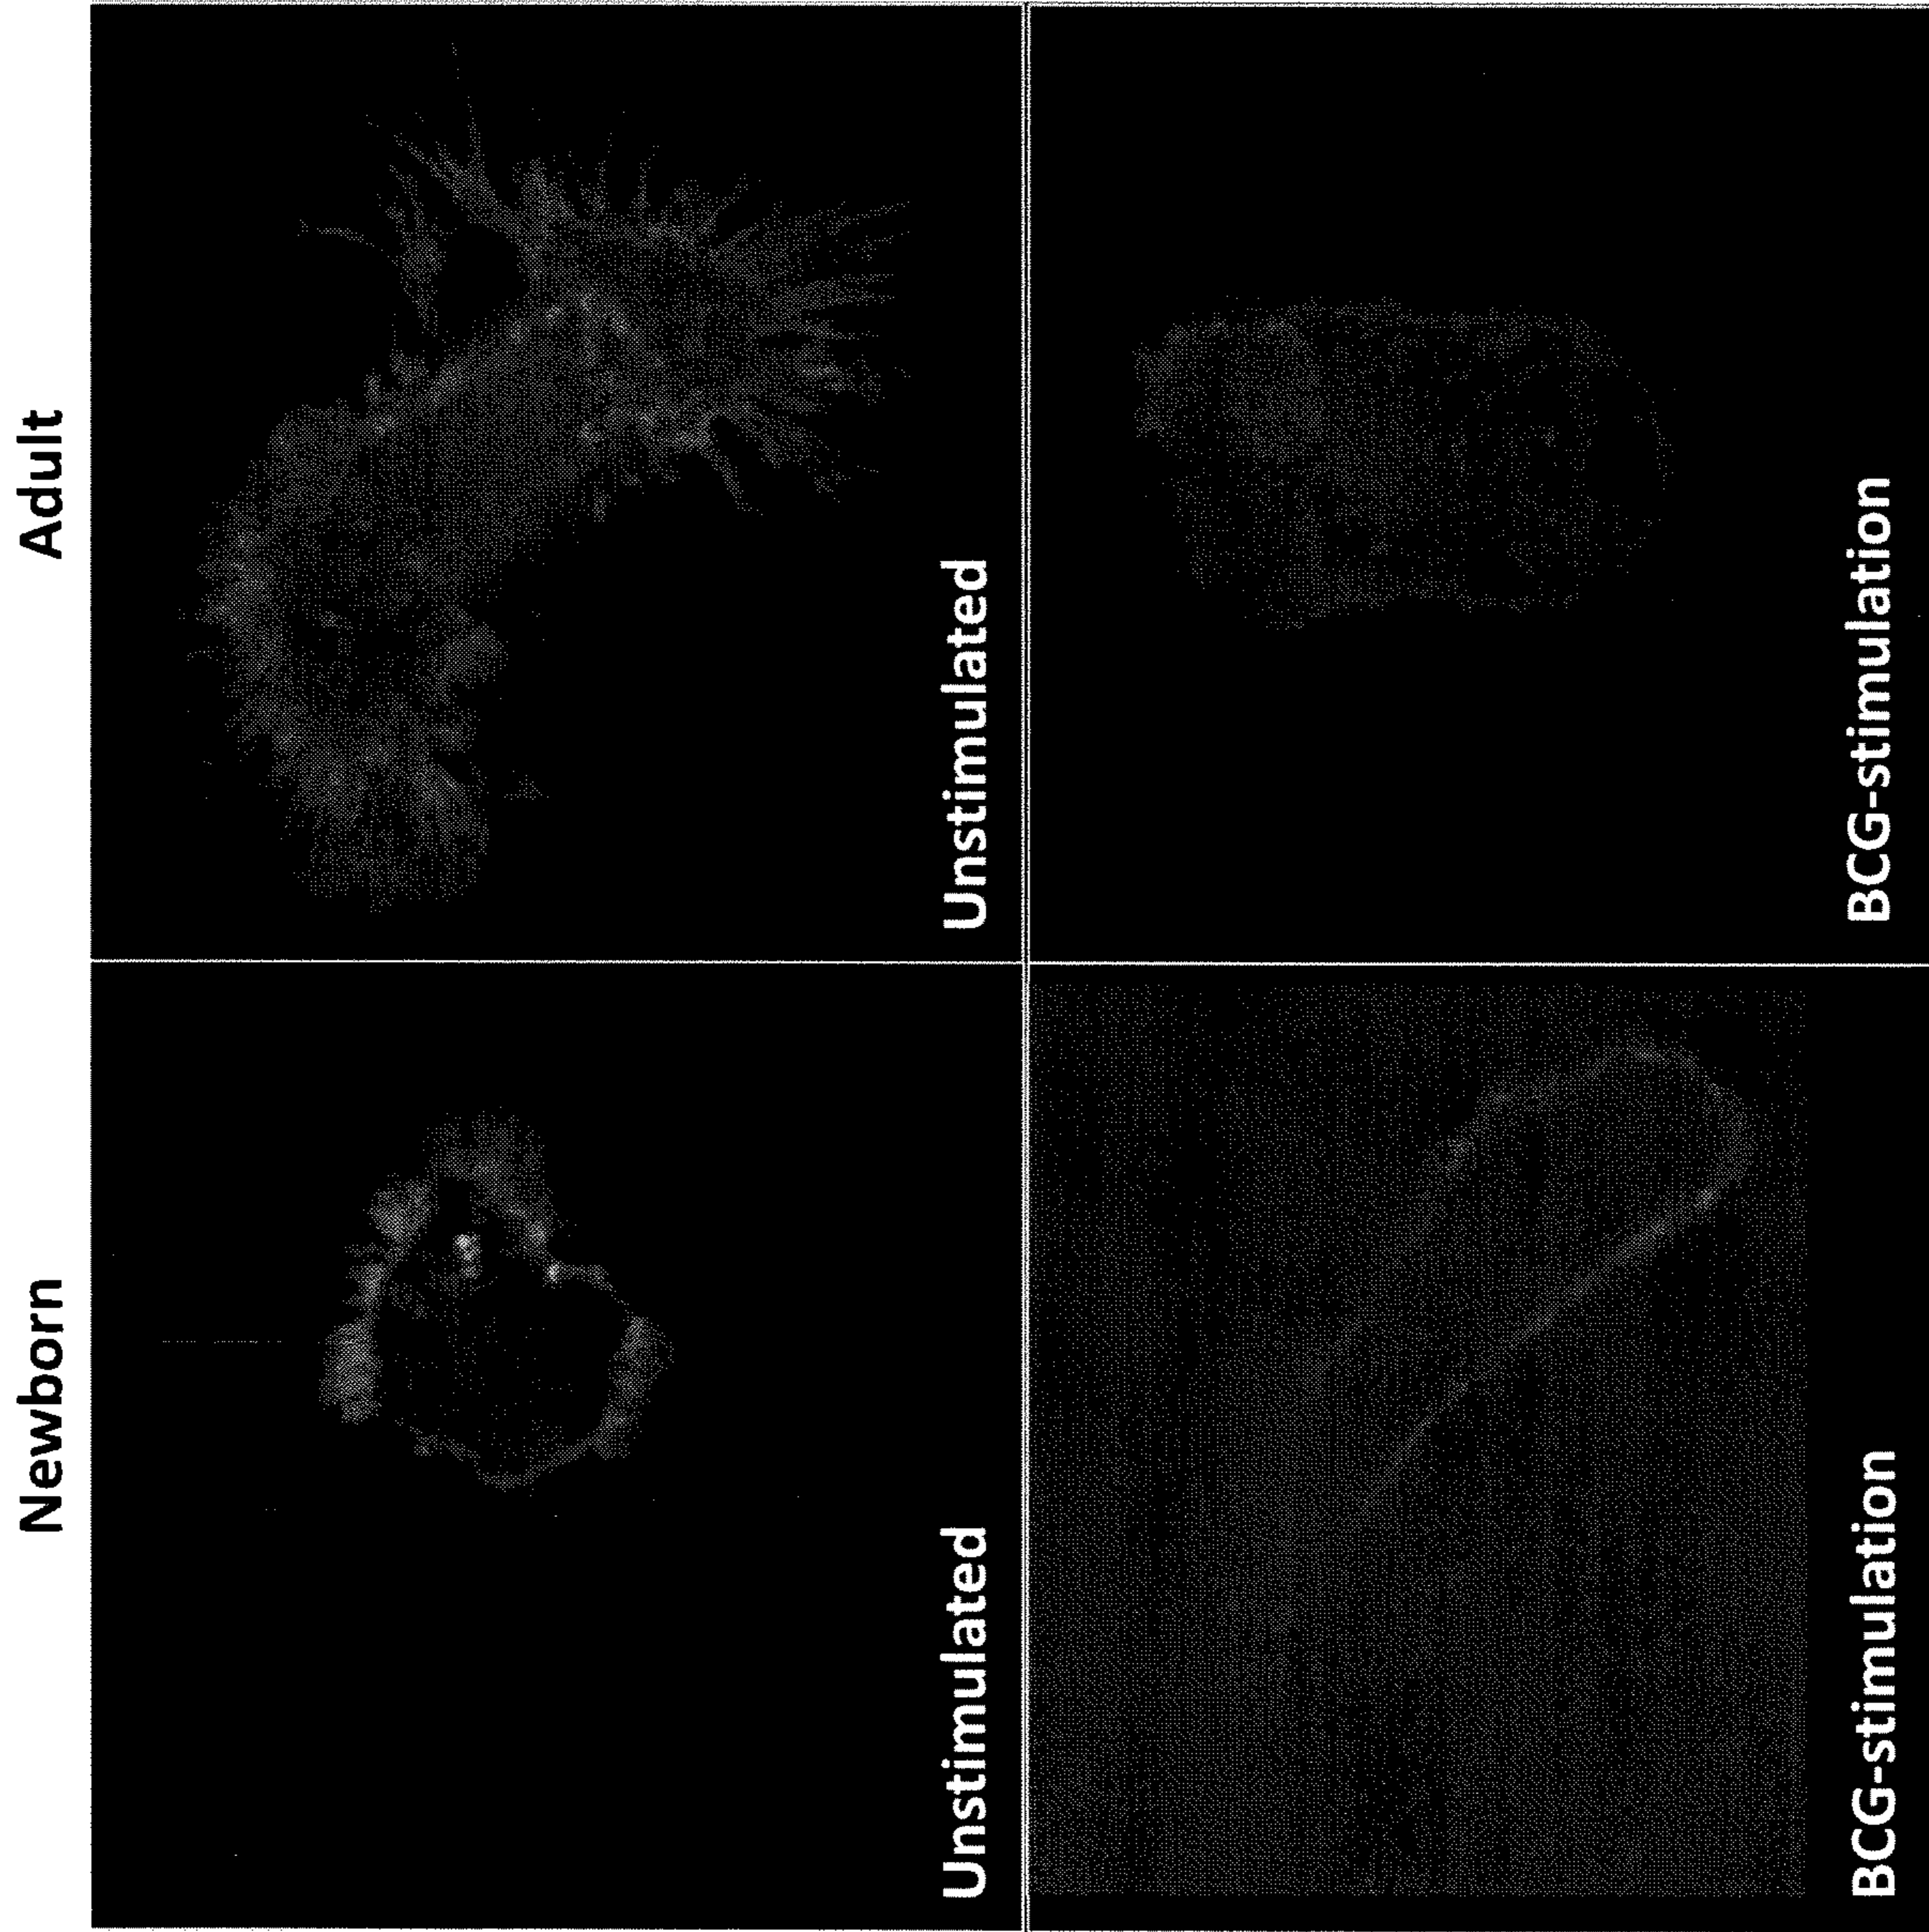 Newborn
Adult
Unstimulated
Unstimulated
BCG-stimulation
BCG-stimulation